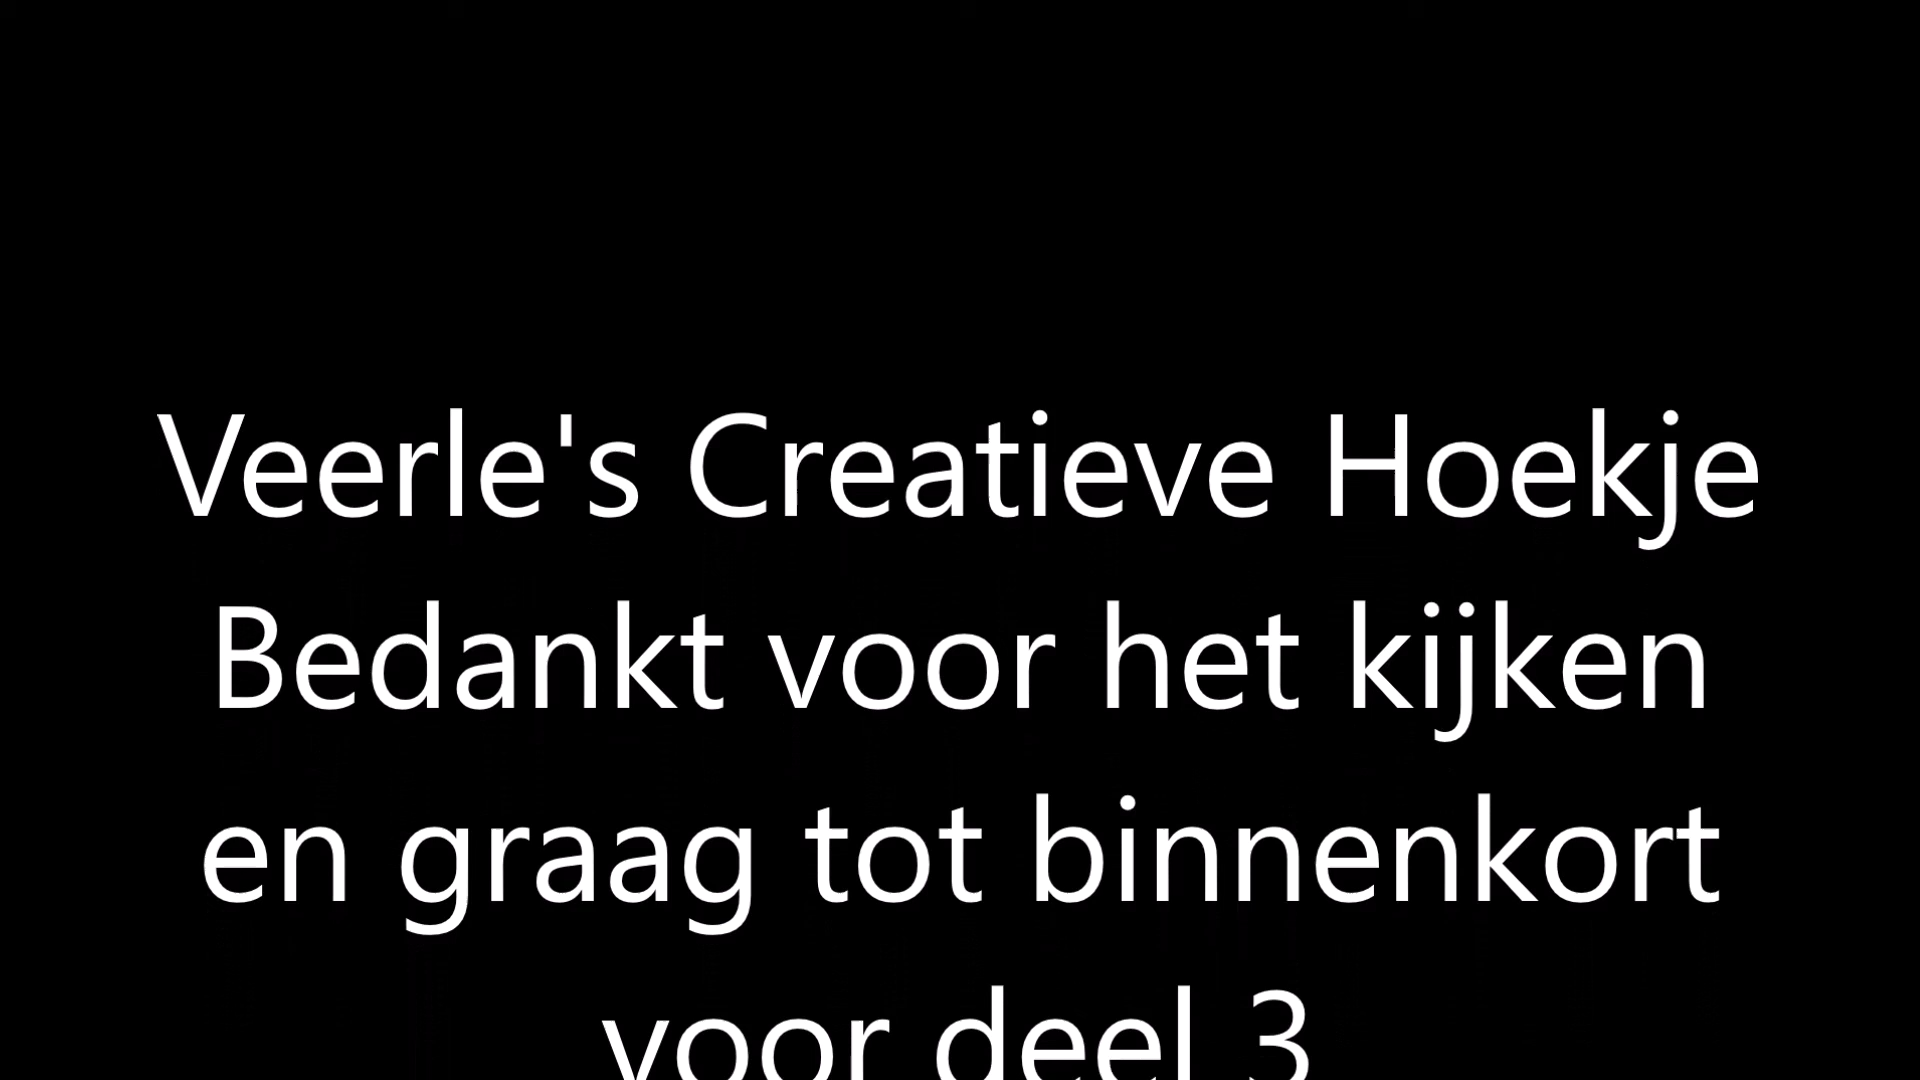 Veerle's Creatieve Hoekje
Bedankt voor het kijken
en graag tot binnenkort
voor deel 3